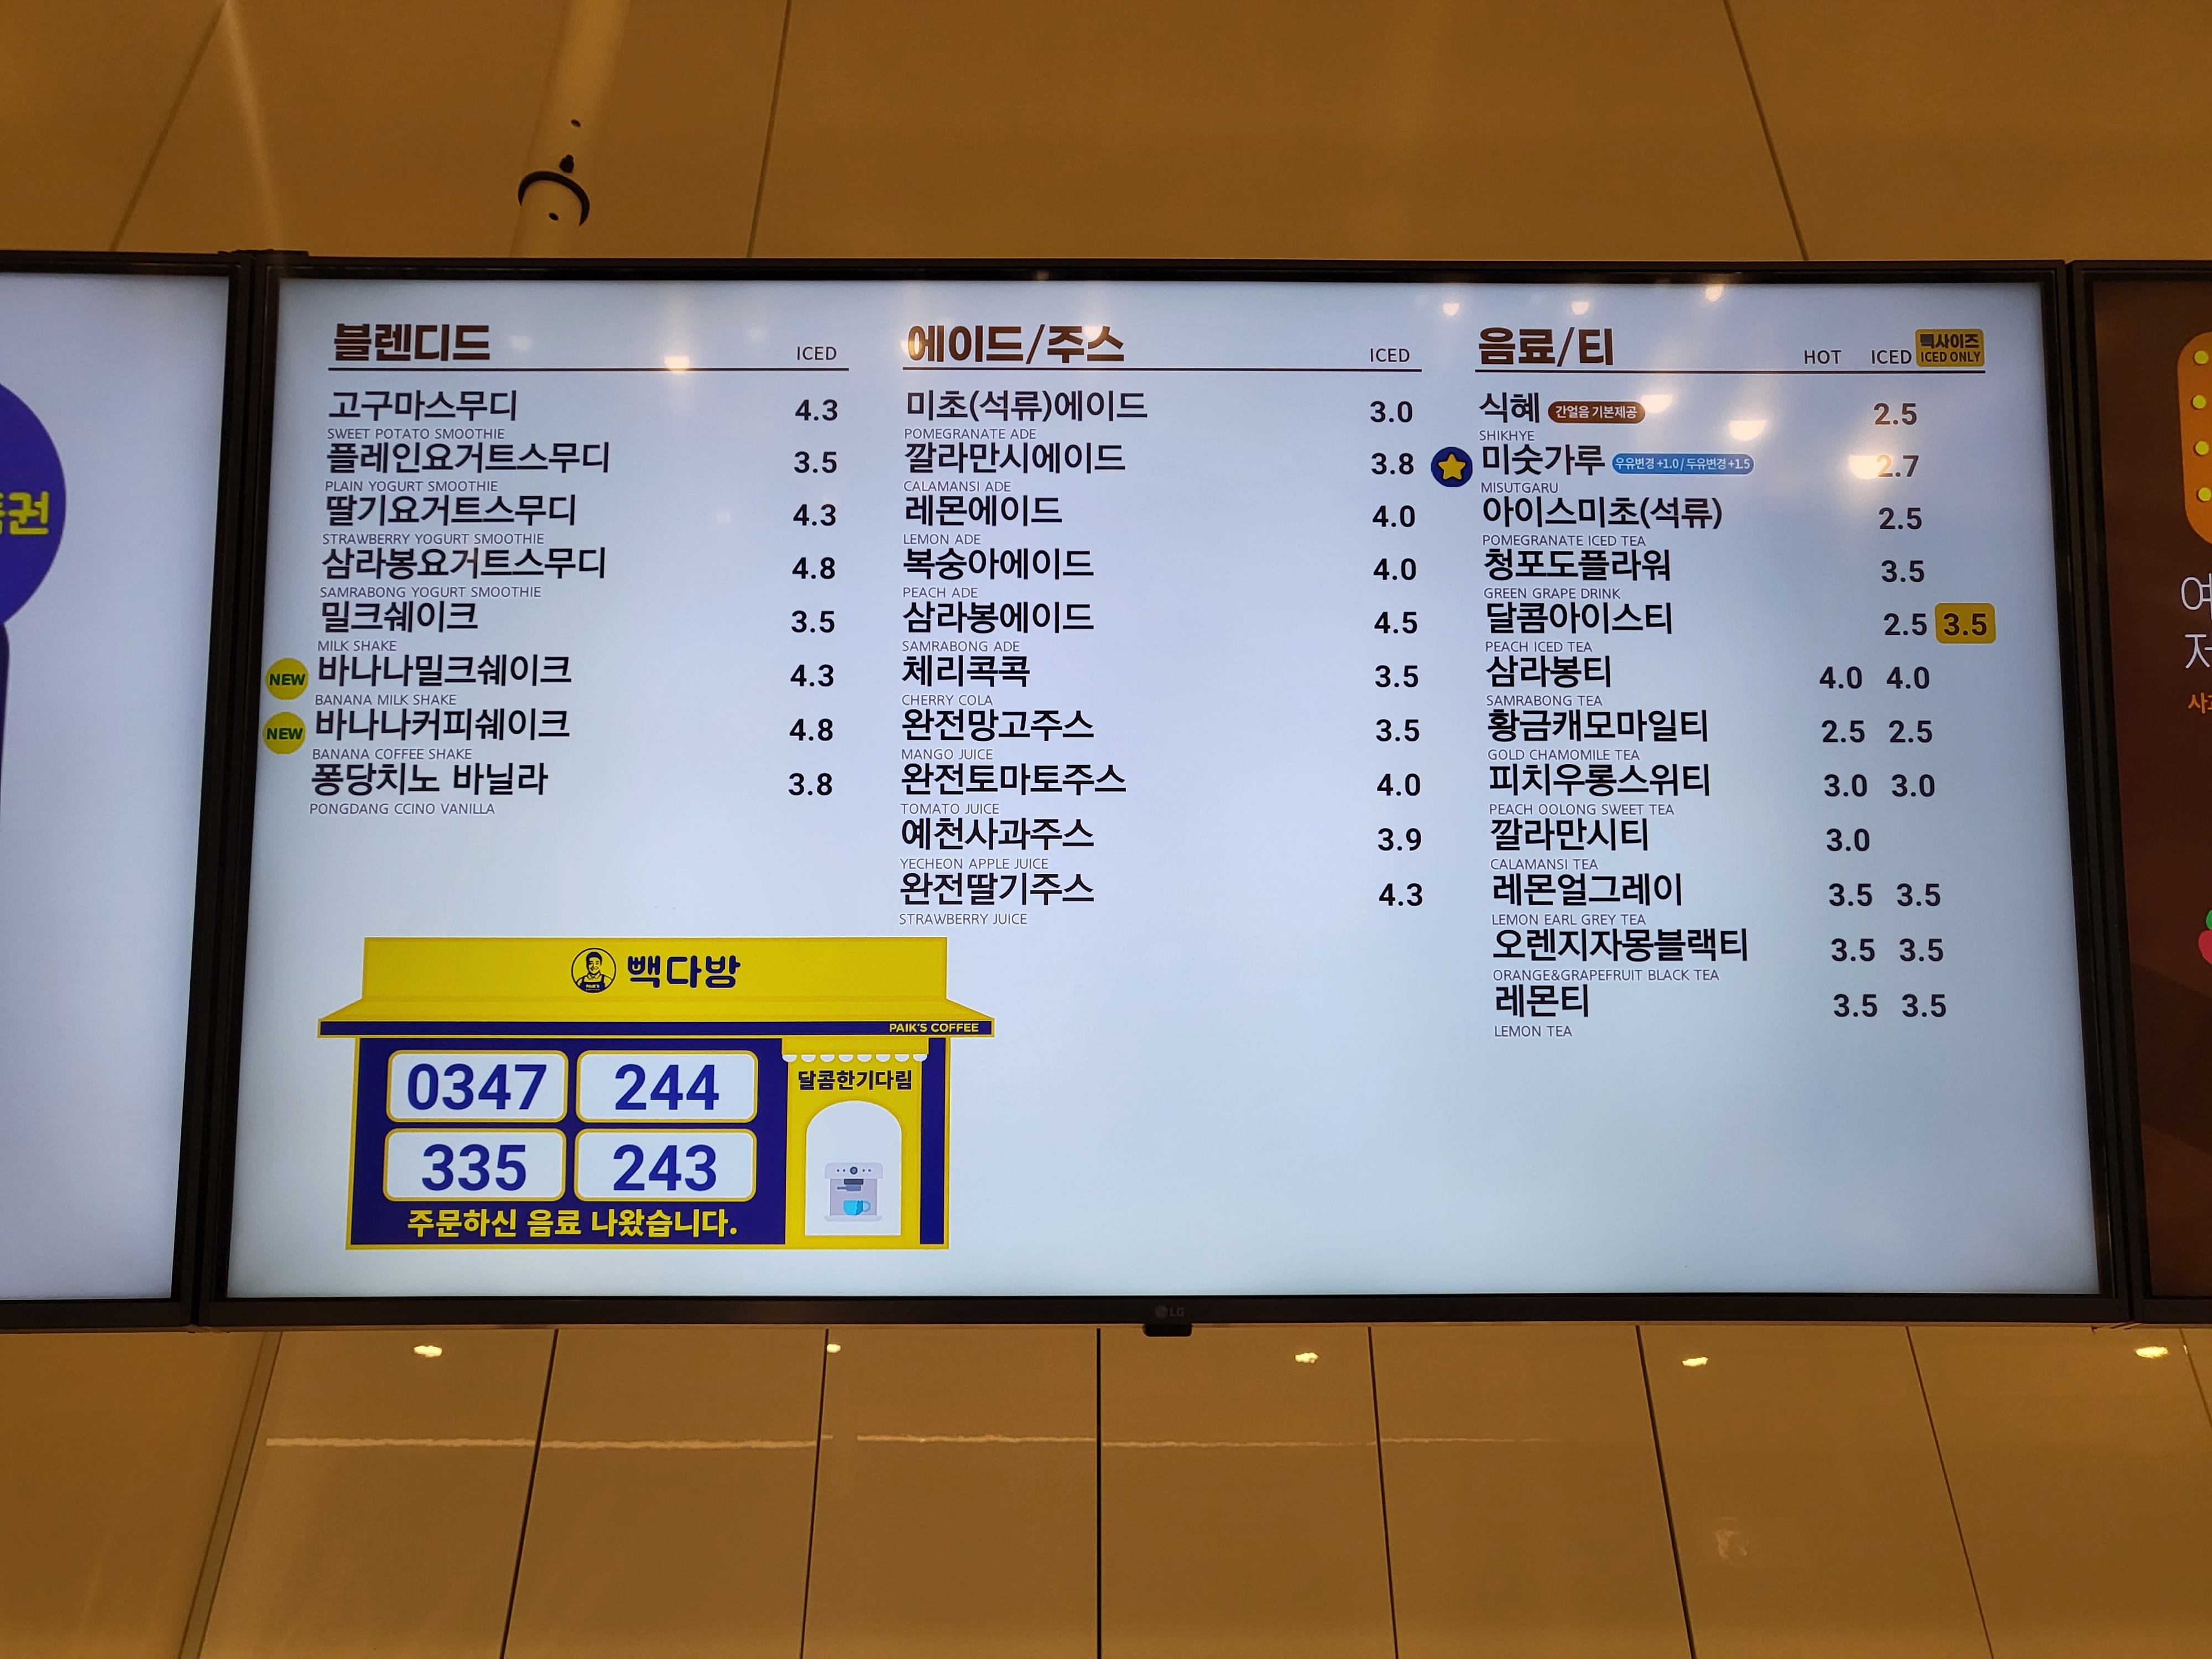 블렌디드 ICED
고구마스무디 4.3
SWEET POTATO SMOOTHIE
플레인요거트스무디 3.5
PLAIN YOGURT SMOOTHIE
딸기요거트스무디 4.3
STRAWBERRY YOGURT SMOOTHIE
삼라봉요거트스무디 4.8
SAMRABONG YOGURT SMOOTHIE
밀크쉐이크 3.5
MILK SHAKE
NEW 바나나밀크쉐이크 4.3
BANANA MILK SHAKE
NEW 바나나커피쉐이크 4.8
BANANA COFFEE SHAKE
퐁당치노 바닐라 3.8
PONGDANG CCINO VANILLA
에이드/주스 ICED
미초(석류)에이드 3.0
POMEGRANATE ADE
깔라만시에이드 3.8
CALAMANSI ADE
레몬에이드 4.0
LEMON ADE
복숭아에이드 4.0
PEACH ADE
삼라봉에이드 4.5
SAMRABONG ADE
체리콕콕 3.5
CHERRY COLA
완전망고주스 3.5
MANGO JUICE
완전토마토주스 4.0
TOMATO JUICE
예천사과주스 3.9
YECHEON APPLE JUICE
완전딸기주스 4.3
STRAWBERRY JUICE
음료/티 HOT ICED 빽사이즈
ICED ONLY
식혜 간얼음 기본제공 2.5
SHIKHYE
미숫가루 우유변경 +1.0 / 두유변경 +1.5 2.7
MISUTGARU
아이스미초(석류) 2.5
POMEGRANATE ICED TEA
청포도플라워 3.5
GREEN GRAPE DRINK
달콤아이스티 2.5 3.5
PEACH ICED TEA
삼라봉티 4.0 4.0
SAMRABONG TEA
황금캐모마일티 2.5 2.5
GOLD CHAMOMILE TEA
피치우롱스위티 3.0 3.0
PEACH OOLONG SWEET TEA
깔라만시티 3.0
CALAMANSI TEA
레몬얼그레이 3.5 3.5
LEMON EARL GREY TEA
오렌지자몽블랙티 3.5 3.5
ORANGE&GRAPEFRUIT BLACK TEA
레몬티 3.5 3.5
LEMON TEA
빽다방
PAIK'S COFFEE
0347 244
335 243
달콤한기다림
주문하신 음료 나왔습니다.
LG